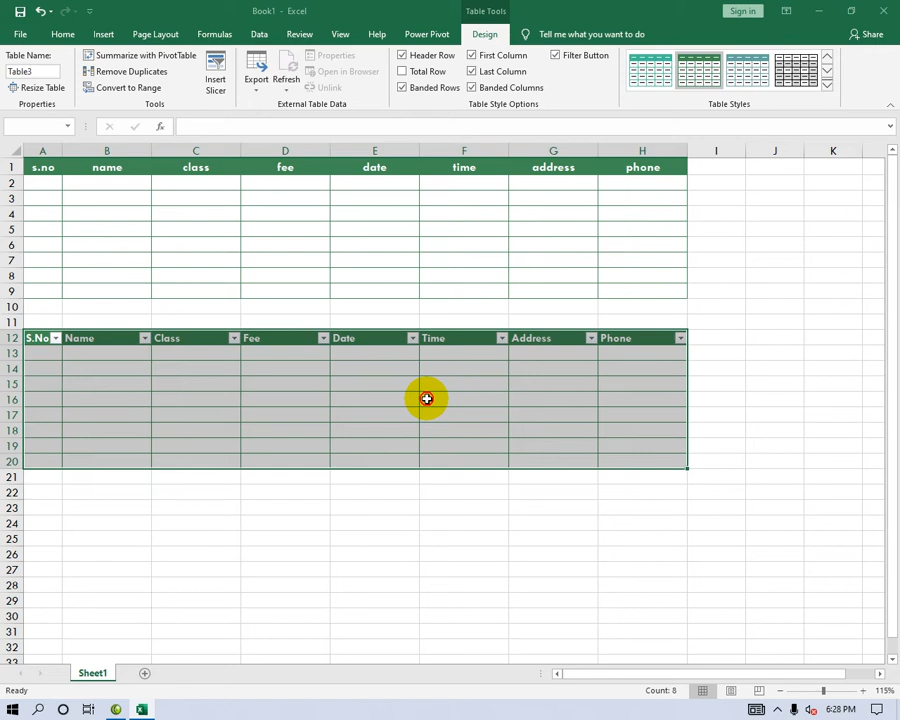 Book1 - Excel
Table Tools
Sign in
File Home Insert Page Layout Formulas Data Review View Help Power Pivot Design Tell me what you want to do Share
Table Name:
Table3
Resize Table
Properties
Summarize with PivotTable
Remove Duplicates
Convert to Range
Tools
Insert
Slicer
Export
Refresh
Properties
Open in Browser
Unlink
External Table Data
Header Row First Column Filter Button
Total Row Last Column
Banded Rows Banded Columns
Table Style Options
Table Styles
fx
A B C D E F G H I J K
1 s.no name class fee date time address phone
2
3
4
5
6
7
8
9
10
11
12 S.No Name Class Fee Date Time Address Phone
13
14
15
16
17
18
19
20
21
22
23
24
25
26
27
28
29
30
31
32
33
Sheet1
Ready
Count: 8
115%
6:28 PM